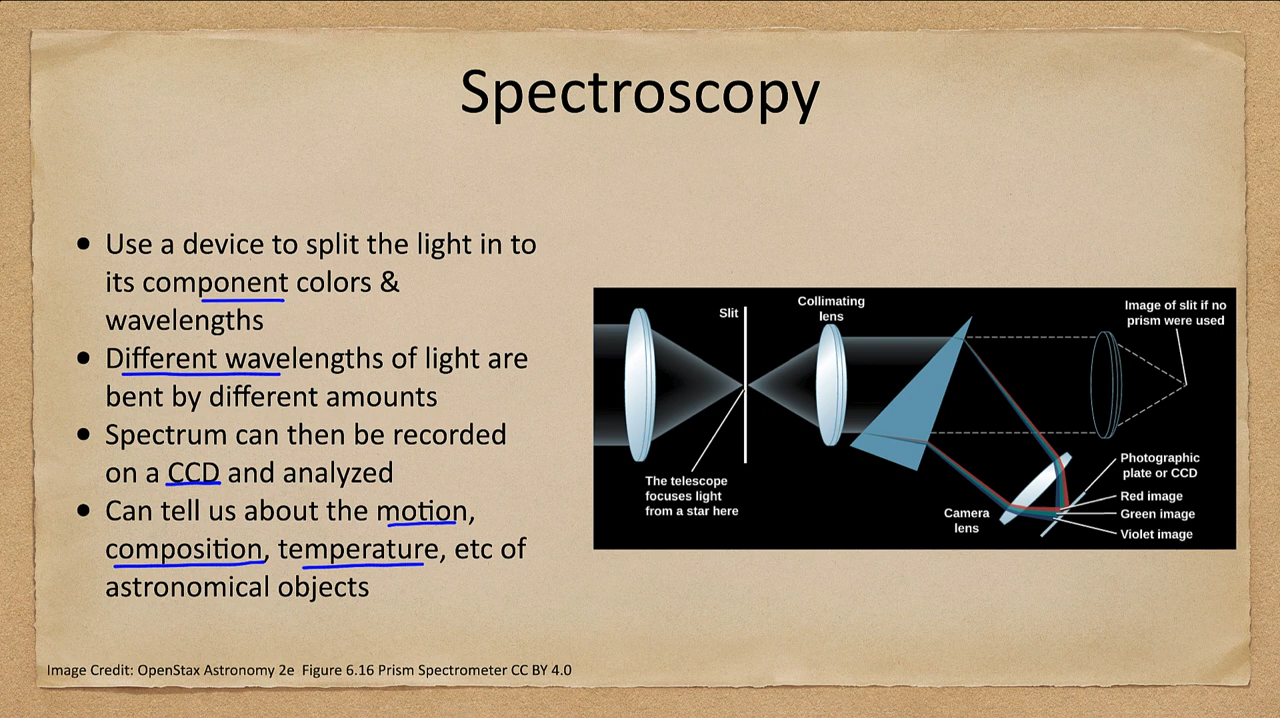 Spectroscopy
• Use a device to split the light in to
its component colors &
wavelengths
• Different wavelengths of light are
bent by different amounts
• Spectrum can then be recorded
on a CCD and analyzed
• Can tell us about the motion,
composition, temperature, etc of
astronomical objects
Slit
Collimating
lens
Image of slit if no
prism were used
The telescope
focuses light
from a star here
Camera
lens
Photographic
plate or CCD
Red image
Green image
Violet image
Image Credit: OpenStax Astronomy 2e  Figure 6.16 Prism Spectrometer CC BY 4.0